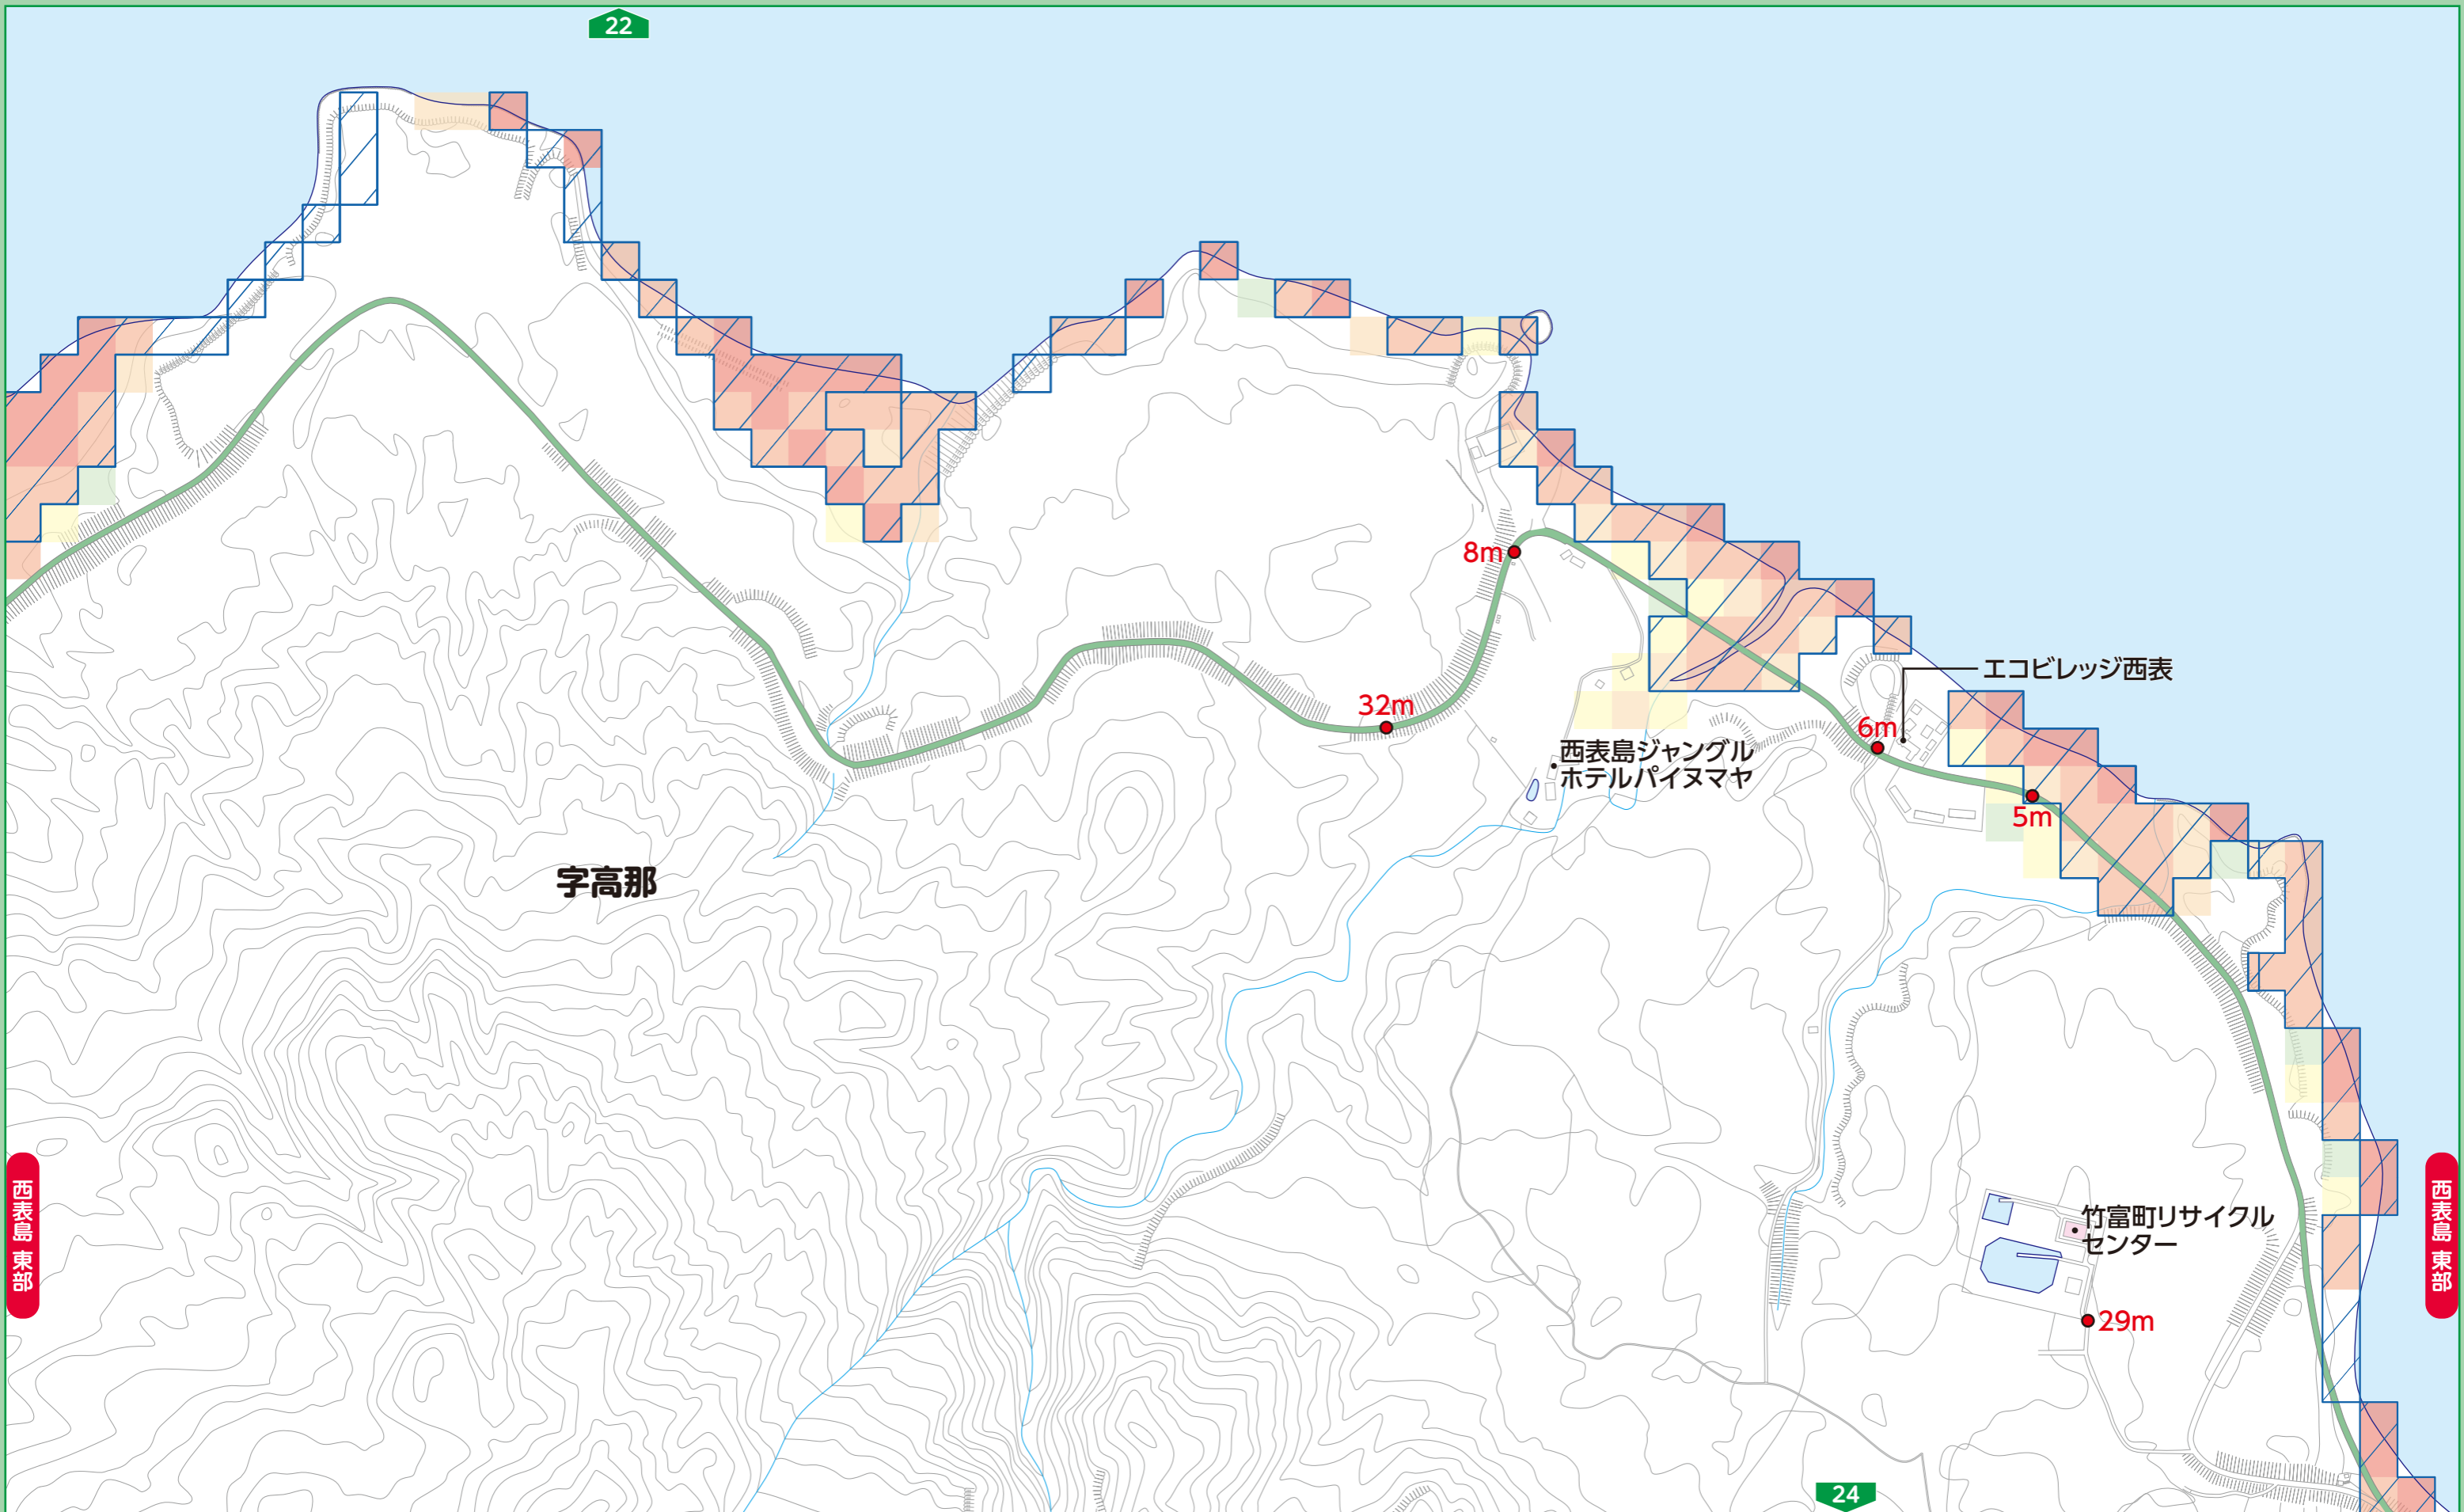 22
8m
エコビレッジ西表
32m
6m
西表島ジャングル
ホテルパイヌマヤ
5m
字高那
西表島 東部
西表島 東部
竹富町リサイクル
センター
29m
24